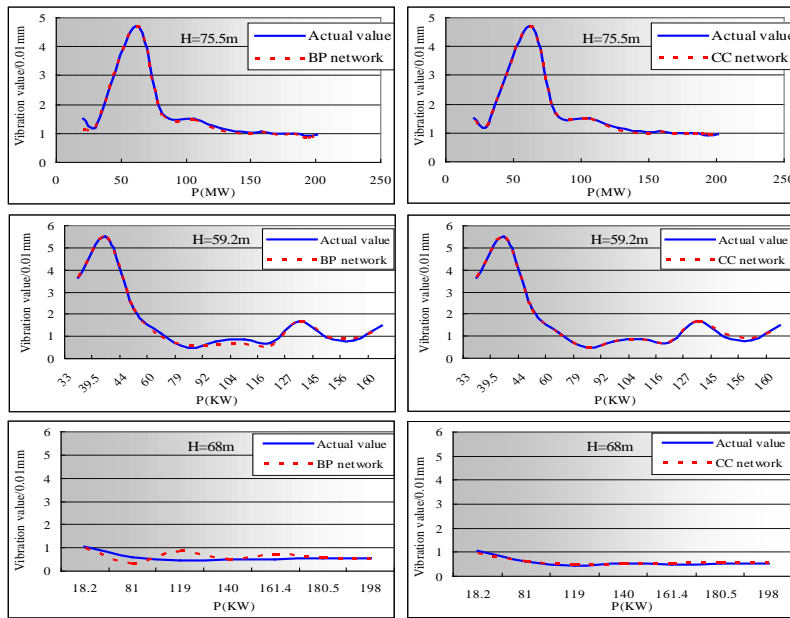 5
4
3
2
1
0
Vibration value/0.01mm
H=75.5m
Actual value
BP network
0 50 100 150 200 250
P(MW)
5
4
3
2
1
0
Vibration value/0.01mm
H=75.5m
Actual value
CC network
0 50 100 150 200 250
P(MW)
6
5
4
3
2
1
0
Vibration value/0.01mm
H=59.2m
Actual value
BP network
33 39.5 44 60 79 92 104 116 127 145 156 160
P(KW)
6
5
4
3
2
1
0
Vibration value/0.01mm
H=59.2m
Actual value
CC network
33 39.5 44 60 79 92 104 116 127 145 156 160
P(KW)
6
5
4
3
2
1
0
Vibration value/0.01mm
H=68m
Actual value
BP network
18.2 81 119 140 161.4 180.5 198
P(KW)
6
5
4
3
2
1
0
Vibration value/0.01mm
H=68m
Actual value
CC network
18.2 81 119 140 161.4 180.5 198
P(KW)